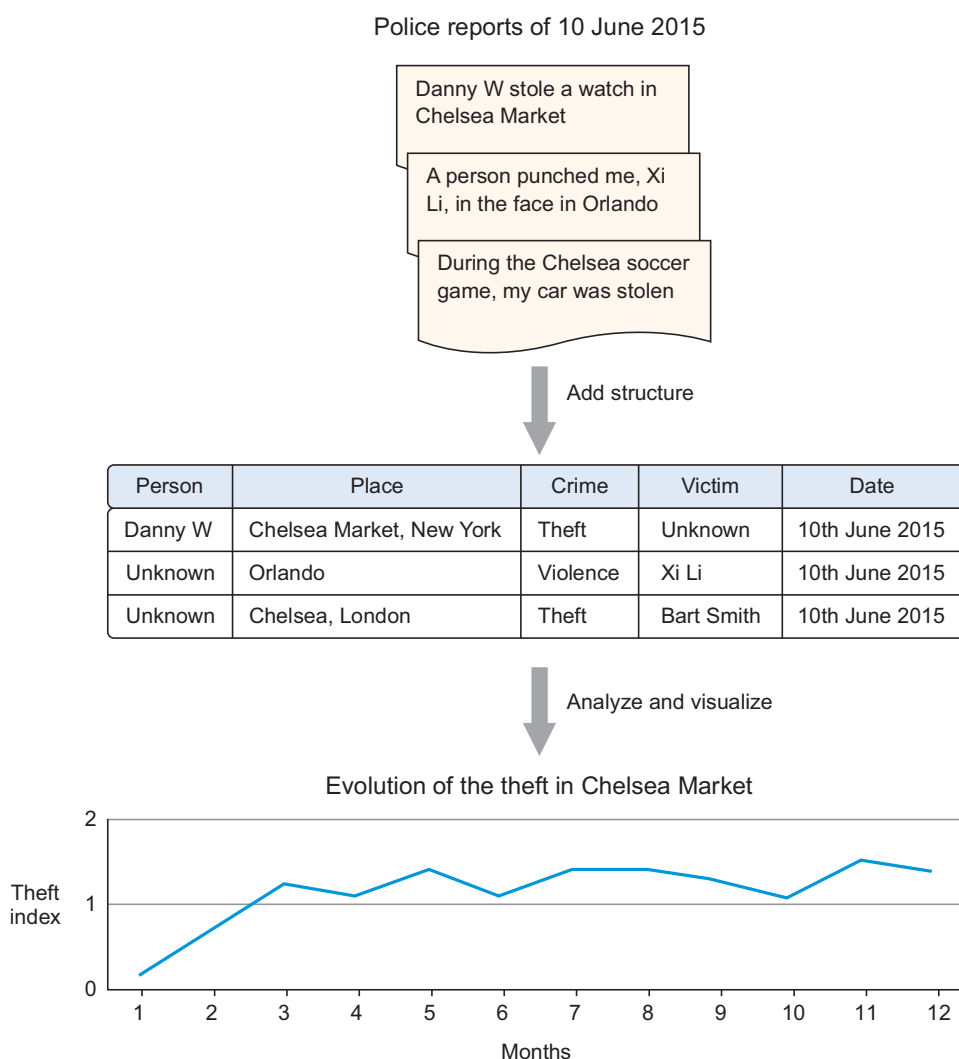 Police reports of 10 June 2015
Danny W stole a watch in
Chelsea Market
A person punched me, Xi
Li, in the face in Orlando
During the Chelsea soccer
game, my car was stolen
Add structure
Person Place Crime Victim Date
Danny W Chelsea Market, New York Theft Unknown 10th June 2015
Unknown Orlando Violence Xi Li 10th June 2015
Unknown Chelsea, London Theft Bart Smith 10th June 2015
Analyze and visualize
Evolution of the theft in Chelsea Market
2
Theft
index
1
0
1 2 3 4 5 6 7 8 9 10 11 12
Months